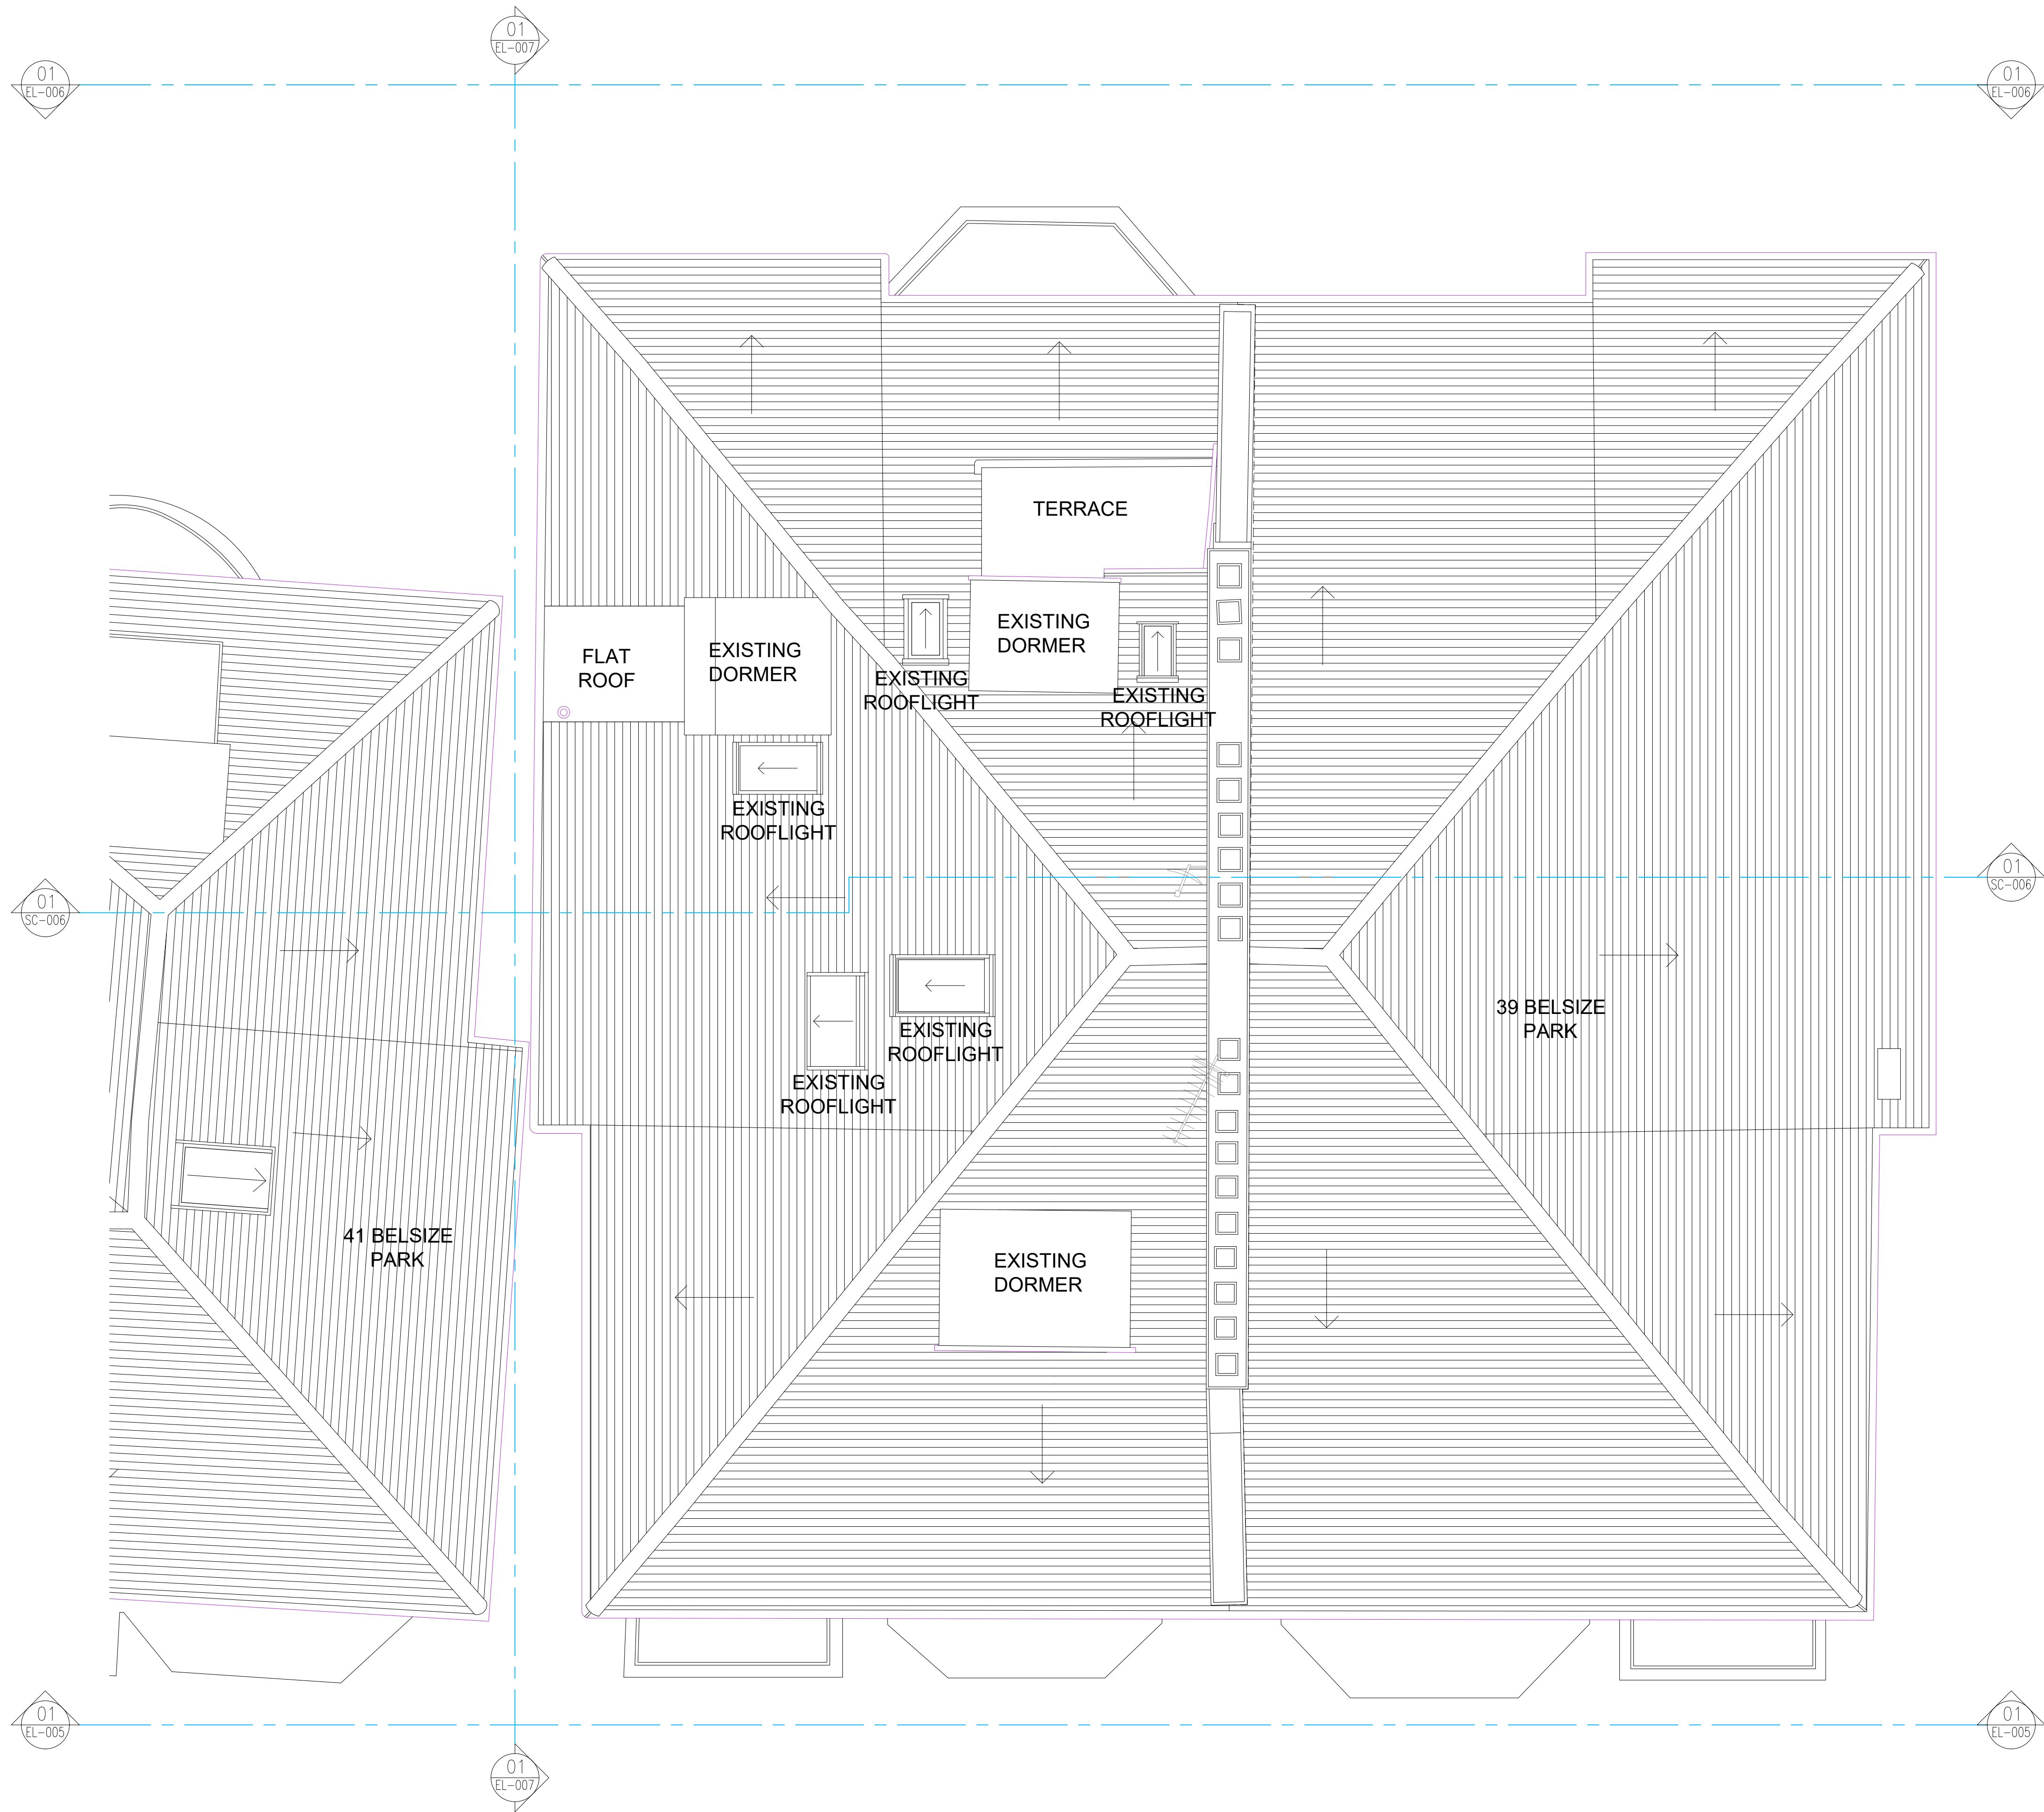 01
EL-007
01
EL-006
01
EL-006
TERRACE
EXISTING
DORMER
FLAT
ROOF
EXISTING
DORMER
EXISTING
ROOFLIGHT
EXISTING
ROOFLIGHT
EXISTING
ROOFLIGHT
01
SC-006
01
SC-006
39 BELSIZE
PARK
EXISTING
ROOFLIGHT
EXISTING
ROOFLIGHT
41 BELSIZE
PARK
EXISTING
DORMER
01
EL-005
01
EL-005
01
EL-007